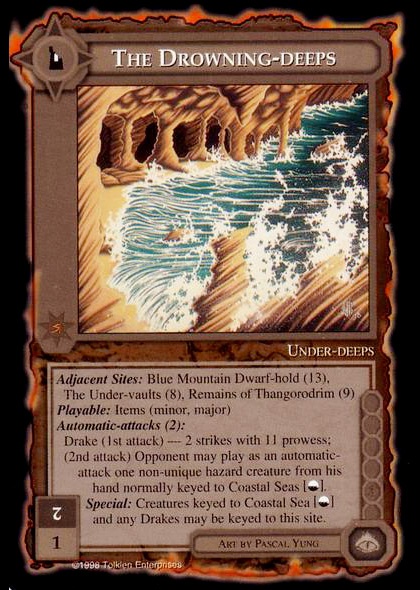 The Drowning-deeps
Under-deeps
Adjacent Sites: Blue Mountain Dwarf-hold (13),
The Under-vaults (8), Remains of Thangorodrim (9)
Playable: Items (minor, major)
Automatic-attacks (2):
Drake (1st attack) — 2 strikes with 11 prowess;
(2nd attack) Opponent may play as an automatic-
attack one non-unique hazard creature from his
hand normally keyed to Coastal Seas [ ].
Special: Creatures keyed to Coastal Sea [ ]
and any Drakes may be keyed to this site.
2
1
Art by Pascal Yung
©1998 Tolkien Enterprises